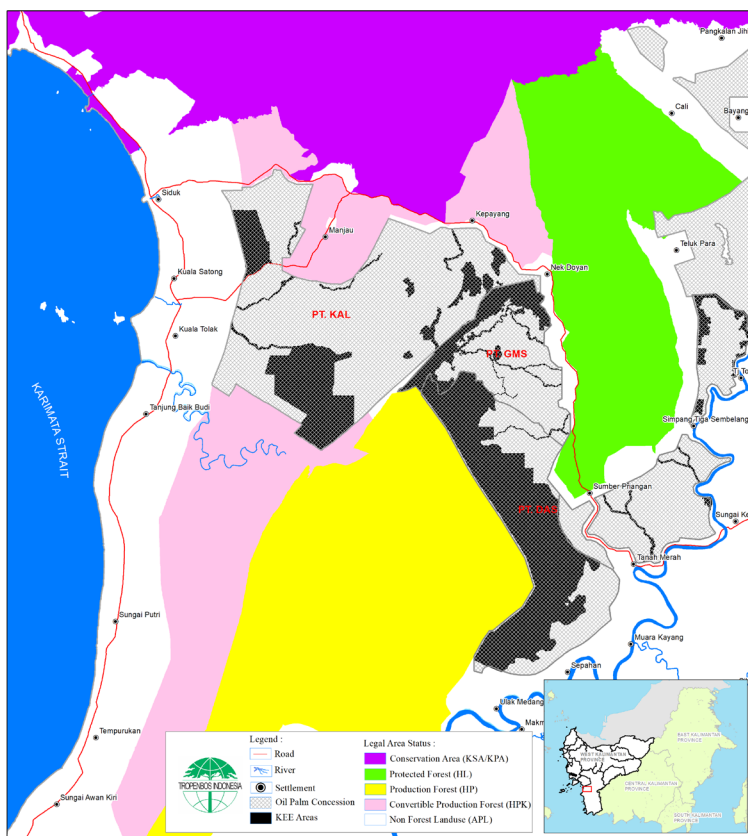 Pangkalan Jihi
Cali
Bayang
Siduk
Kepayang
Manjau
Teluk Para
Nek Doyan
Kuala Satong
PT. KAL
Kuala Tolak
PT GMS
Tanjung Baik Budi
Simpang Tiga Sembelang
KARIMATA STRAIT
Sumber Phangan
Sungai Ke
Tanah Merah
Sungai Putri
Muara Kayang
Sepahan
Ulak Medang
Makm
Tempurukan
Sungai Awan Kiri
TROPENBOS INDONESIA
Legend :
Road
River
Settlement
Oil Palm Concession
KEE Areas
Legal Area Status :
Conservation Area (KSA/KPA)
Protected Forest (HL)
Production Forest (HP)
Convertible Production Forest (HPK)
Non Forest Landuse (APL)
WEST KALIMANTAN
PROVINCE
EAST KALIMANTAN
PROVINCE
CENTRAL KALIMANTAN
PROVINCE
SOUTH KALIMANTAN
PROVINCE